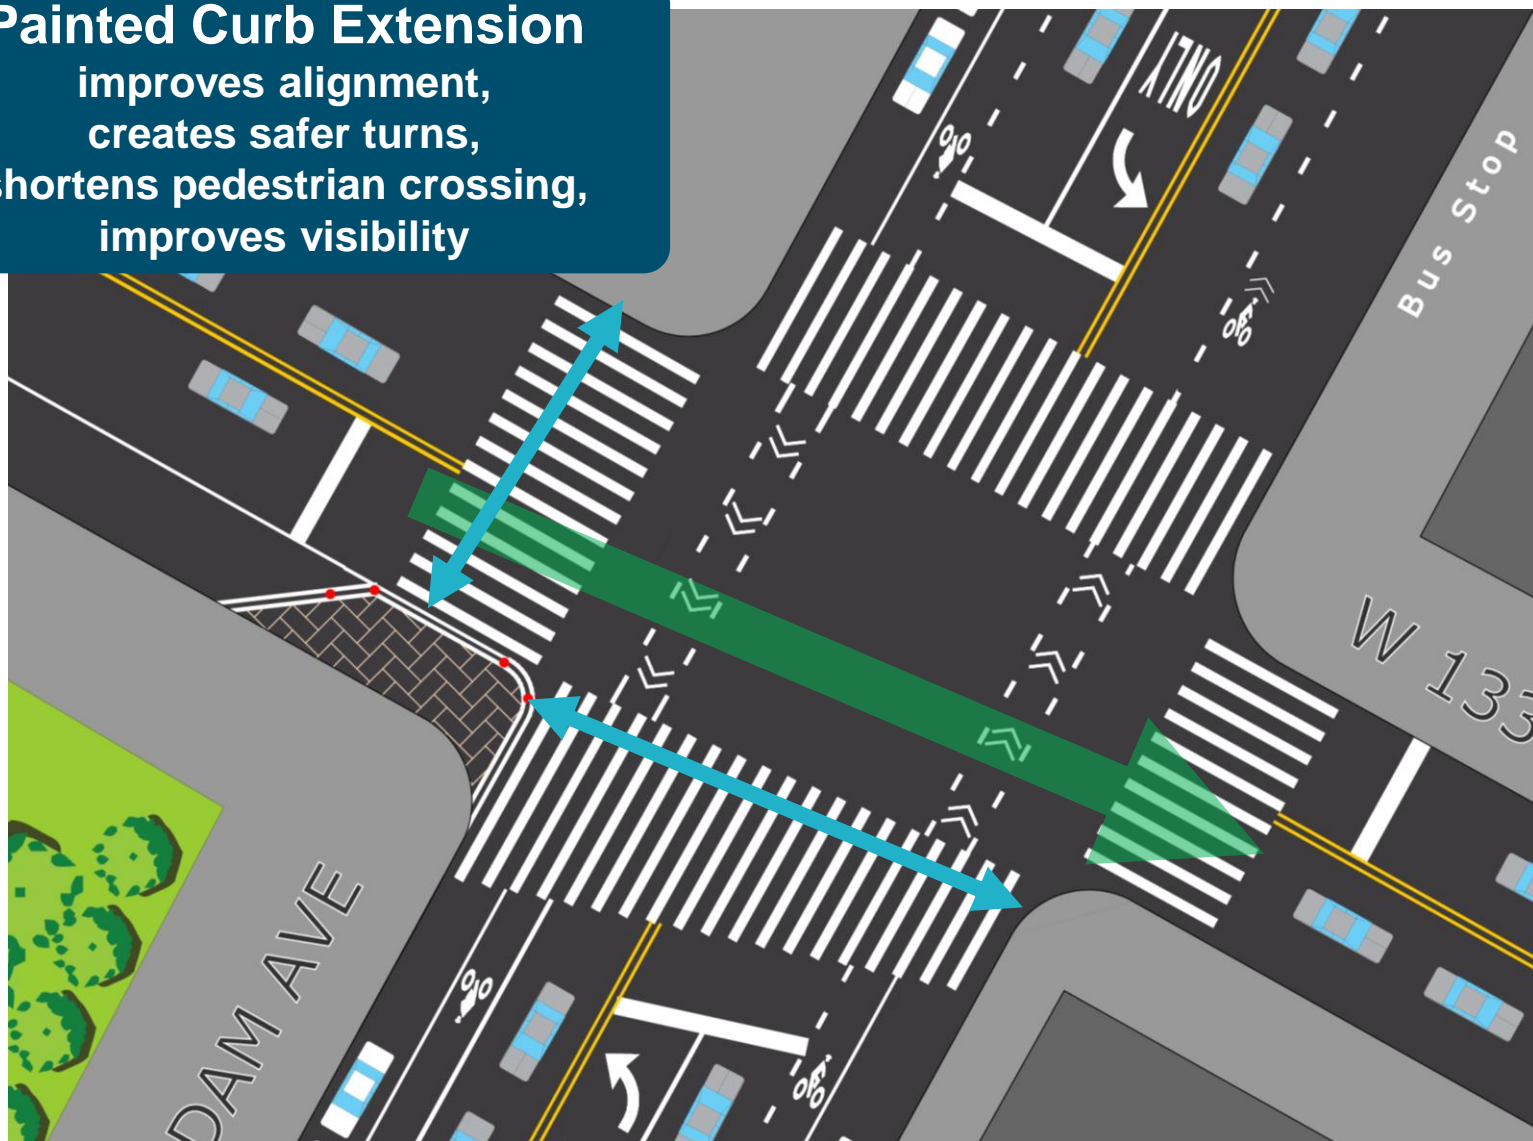 Painted Curb Extension
improves alignment,
creates safer turns,
shortens pedestrian crossing,
improves visibility
ONLY
Bus Stop
W 133
DAM AVE